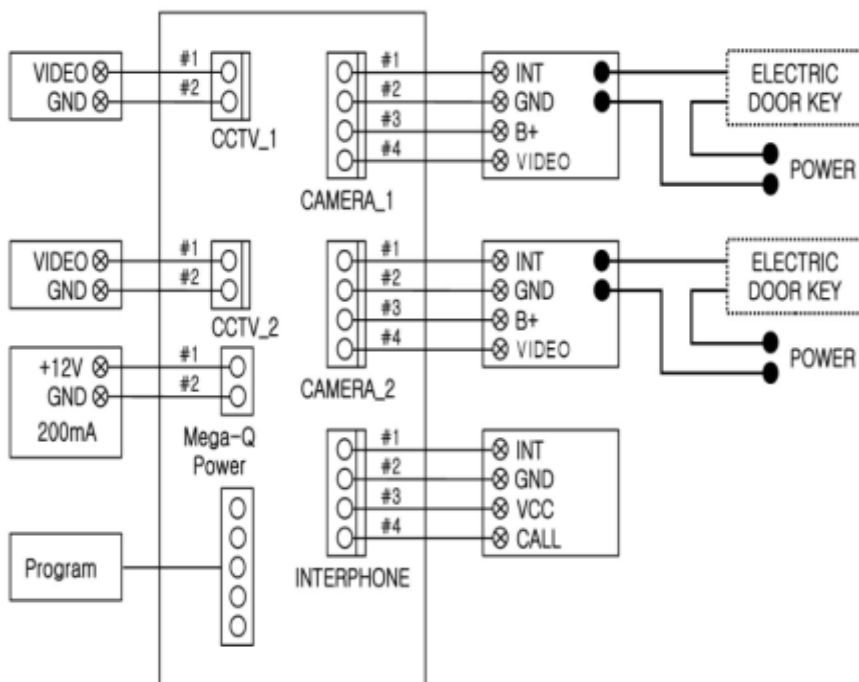 VIDEO
GND
#1
#2
CCTV_1
#1
#2
#3
#4
CAMERA_1
INT
GND
B+
VIDEO
ELECTRIC
DOOR KEY
POWER
VIDEO
GND
#1
#2
CCTV_2
#1
#2
#3
#4
CAMERA_2
INT
GND
B+
VIDEO
ELECTRIC
DOOR KEY
POWER
+12V
GND
200mA
#1
#2
Mega-Q
Power
#1
#2
#3
#4
INTERPHONE
INT
GND
VCC
CALL
Program